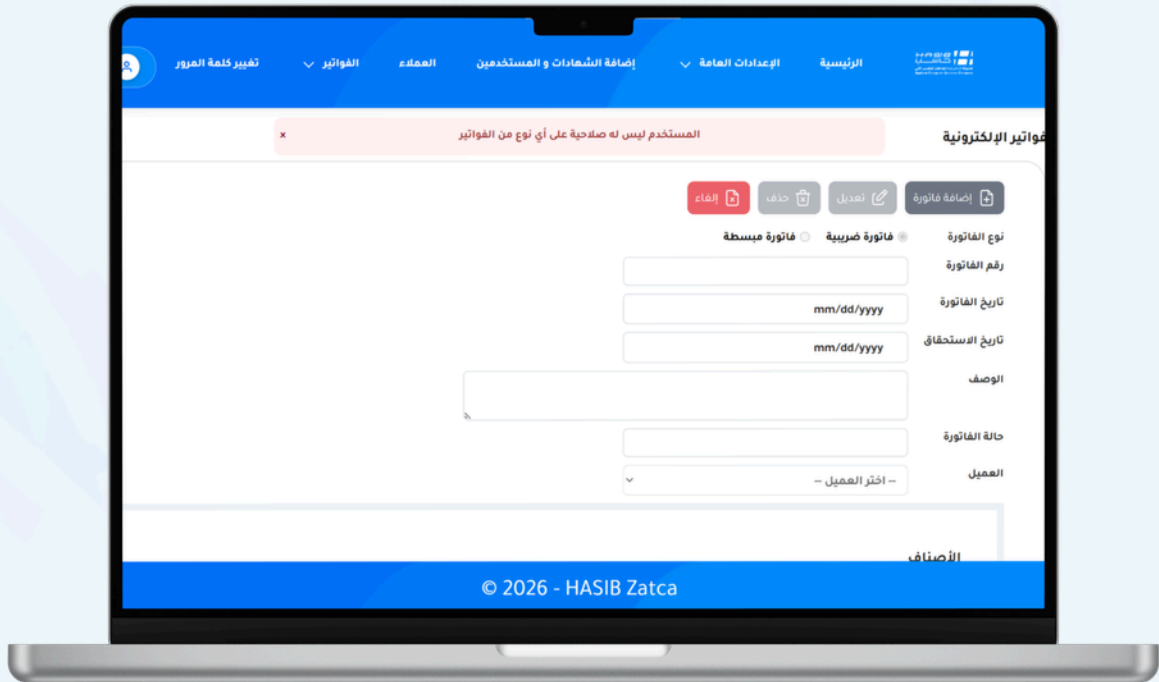 HASIB حاسب
الرئيسية الإعدادات العامة إضافة الشهادات و المستخدمين العملاء الفواتير تغيير كلمة المرور
فواتير الإلكترونية
المستخدم ليس له صلاحية على أي نوع من الفواتير ×
إضافة فاتورة تعديل حذف إلغاء
نوع الفاتورة فاتورة ضريبية فاتورة مبسطة
رقم الفاتورة
تاريخ الفاتورة mm/dd/yyyy
تاريخ الاستحقاق mm/dd/yyyy
الوصف
حالة الفاتورة
العميل -- اختر العميل --
الأصناف
© 2026 - HASIB Zatca